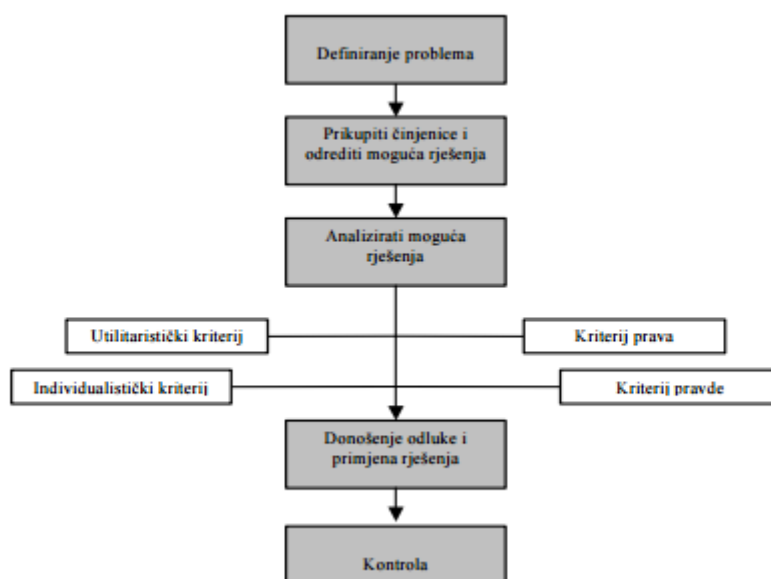 Definiranje problema
Prikupiti činjenice i
odrediti moguća rješenja
Analizirati moguća
rješenja
Utilitaristički kriterij
Kriterij prava
Individualistički kriterij
Kriterij pravde
Donošenje odluke i
primjena rješenja
Kontrola